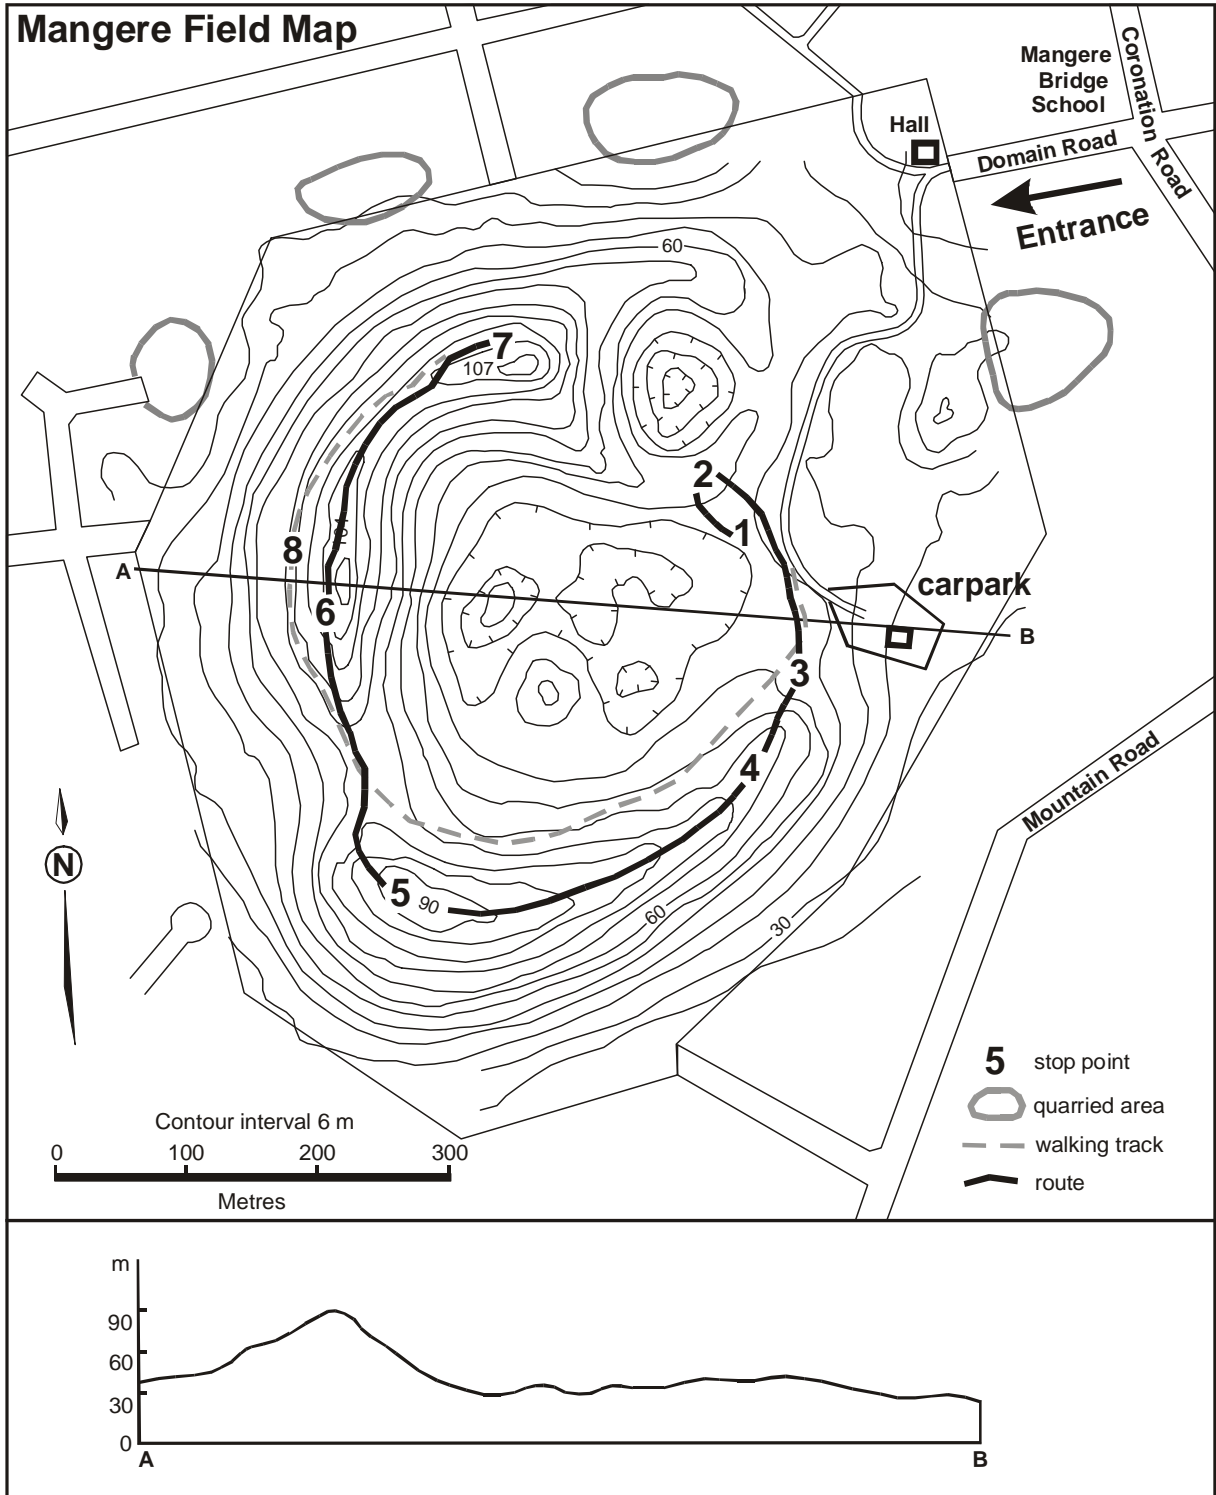 Mangere Field Map
Mangere
Bridge
School
Coronation Road
Hall
Domain Road
Entrance
60
7
107
2
1
104
8
A
6
carpark
B
3
4
Mountain Road
N
5
90
60
30
5 stop point
quarried area
walking track
route
Contour interval 6 m
0 100 200 300
Metres
m
90
60
30
0
A B